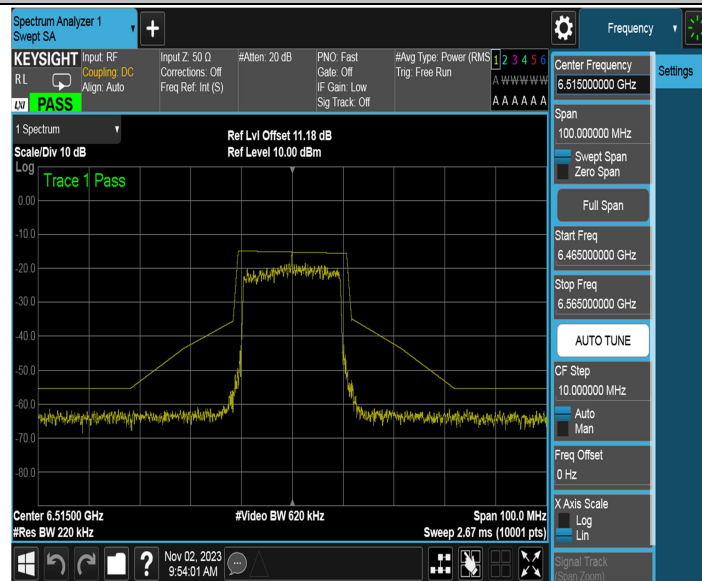 Spectrum Analyzer 1
Swept SA
+
Frequency
KEYSIGHT
RL
LXI
PASS
Input: RF
Coupling: DC
Align: Auto
Input Z: 50 Ω
Corrections: Off
Freq Ref: Int (S)
#Atten: 20 dB
PNO: Fast
Gate: Off
IF Gain: Low
Sig Track: Off
#Avg Type: Power (RMS
Trig: Free Run
1 2 3 4 5 6
A W W W W W
A A A A A A
Center Frequency
6.515000000 GHz
Settings
Span
100.000000 MHz
Swept Span
Zero Span
Full Span
Start Freq
6.465000000 GHz
Stop Freq
6.565000000 GHz
AUTO TUNE
CF Step
10.000000 MHz
Auto
Man
Freq Offset
0 Hz
X Axis Scale
Log
Lin
Signal Track
(Span Zoom)
1 Spectrum
Scale/Div 10 dB
Ref Lvl Offset 11.18 dB
Ref Level 10.00 dBm
Log
Trace 1 Pass
0.00
-10.0
-20.0
-30.0
-40.0
-50.0
-60.0
-70.0
-80.0
Center 6.51500 GHz
#Res BW 220 kHz
#Video BW 620 kHz
Span 100.0 MHz
Sweep 2.67 ms (10001 pts)
?
Nov 02, 2023
9:54:01 AM